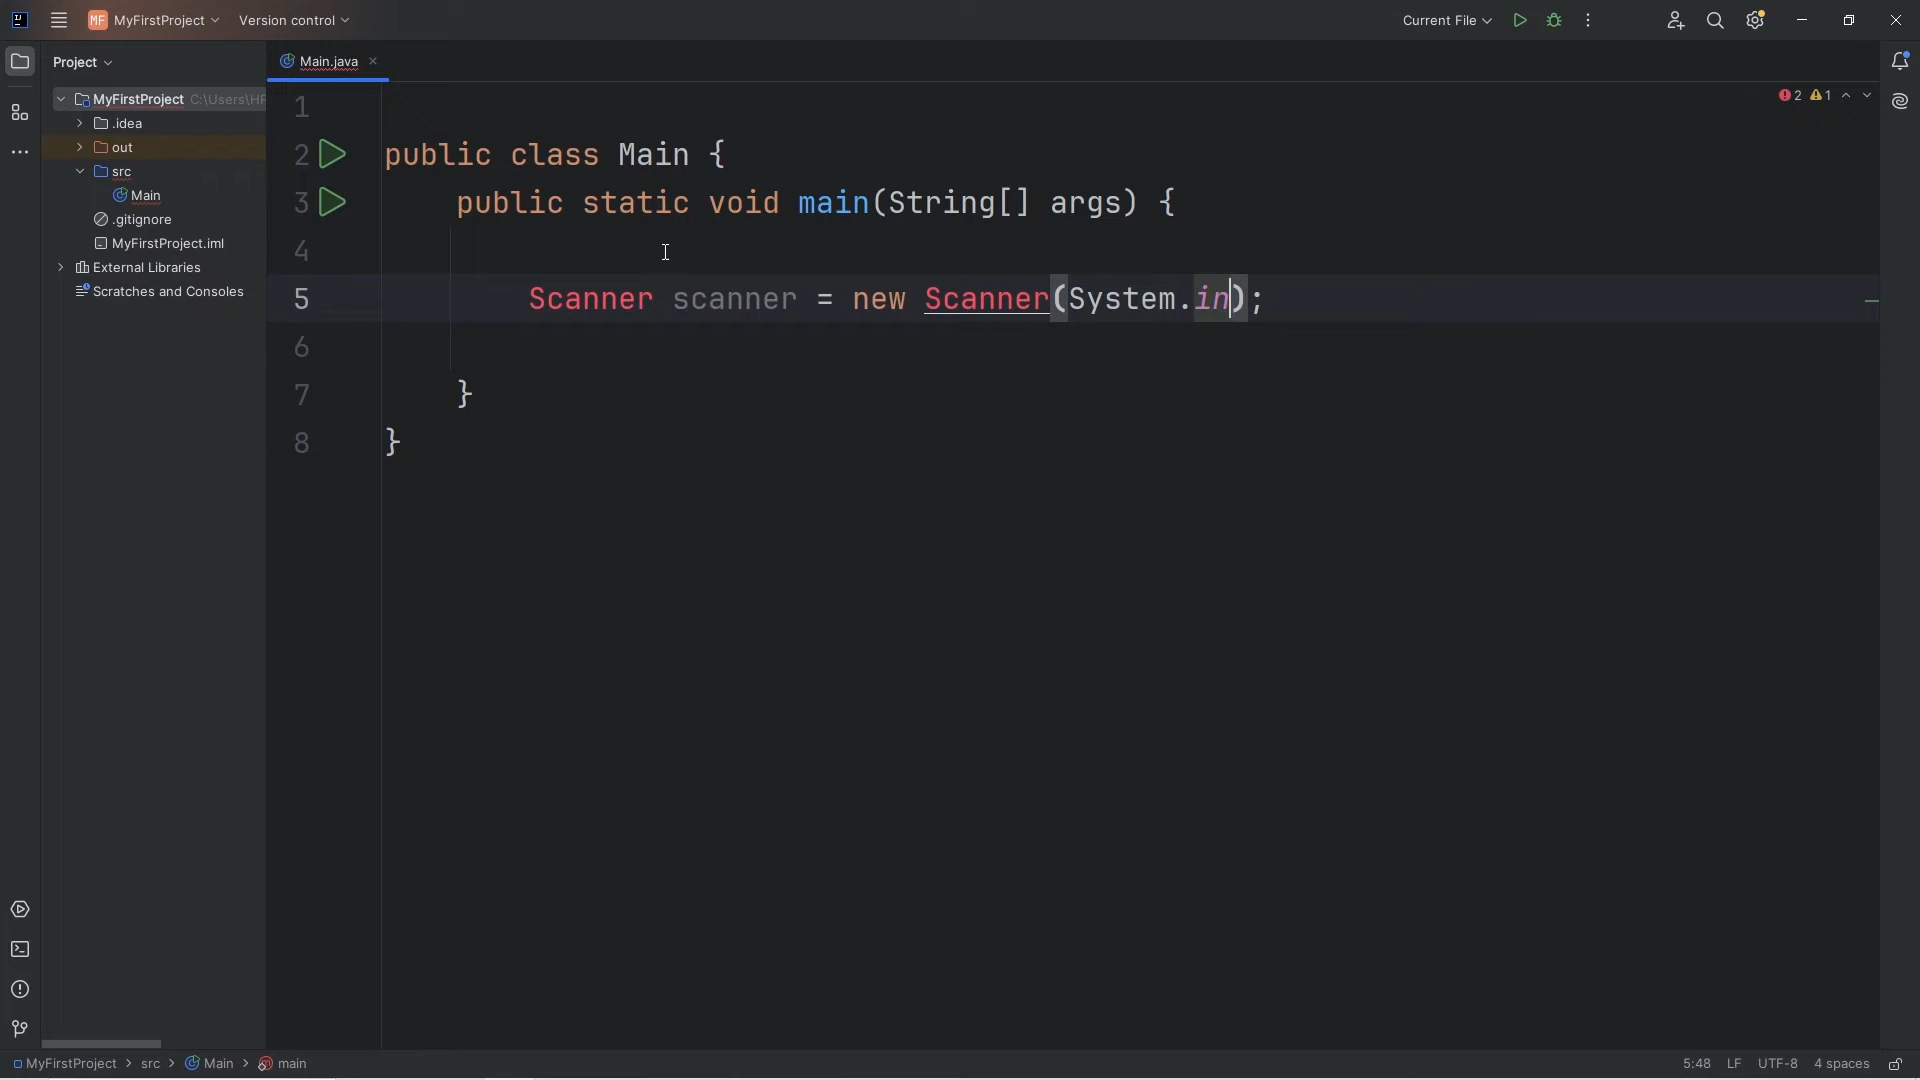 MF MyFirstProject Version control Current File
Project
Main.java
MyFirstProject C:\Users\HP
.idea
out
src
Main
.gitignore
MyFirstProject.iml
External Libraries
Scratches and Consoles
2 1
1
2 public class Main {
3 public static void main(String[] args) {
4
5 Scanner scanner = new Scanner(System.in);
6
7 }
8 }
MyFirstProject > src > Main > main 5:48 LF UTF-8 4 spaces